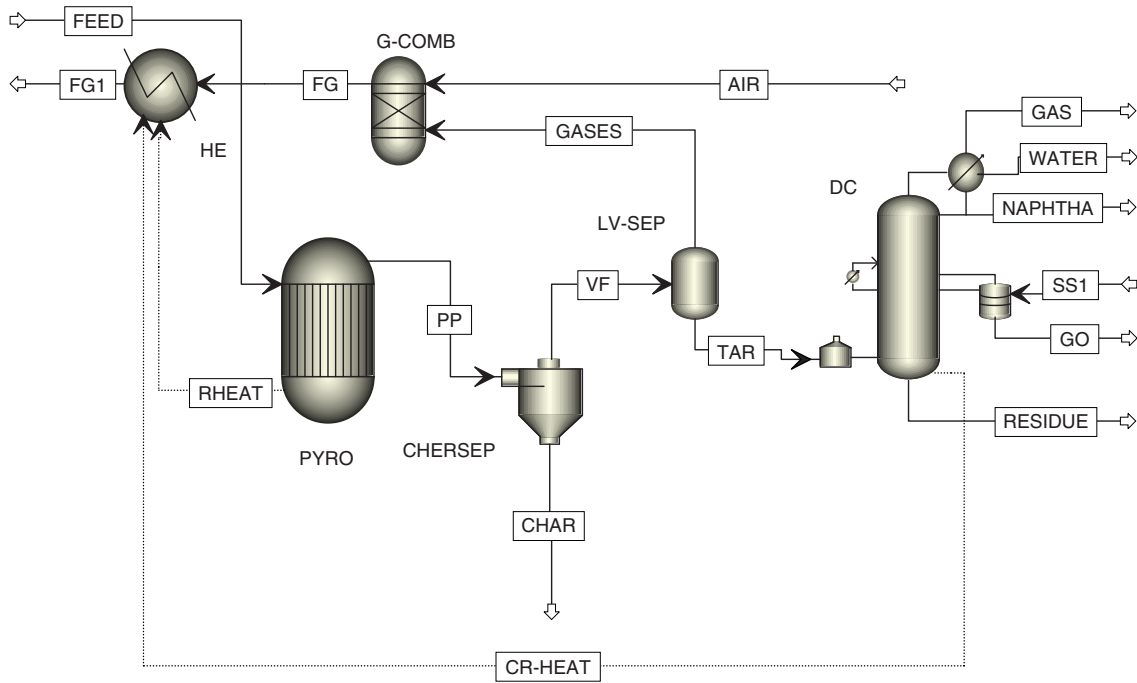 FEED
G-COMB
FG1
FG
AIR
GAS
GASES
HE
WATER
DC
NAPHTHA
LV-SEP
VF
SS1
PP
GO
TAR
RHEAT
RESIDUE
CHERSEP
PYRO
CHAR
CR-HEAT